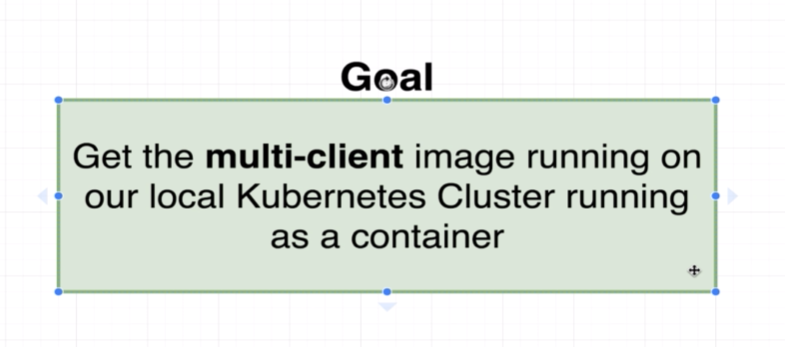 Goal
Get the multi-client image running on
our local Kubernetes Cluster running
as a container